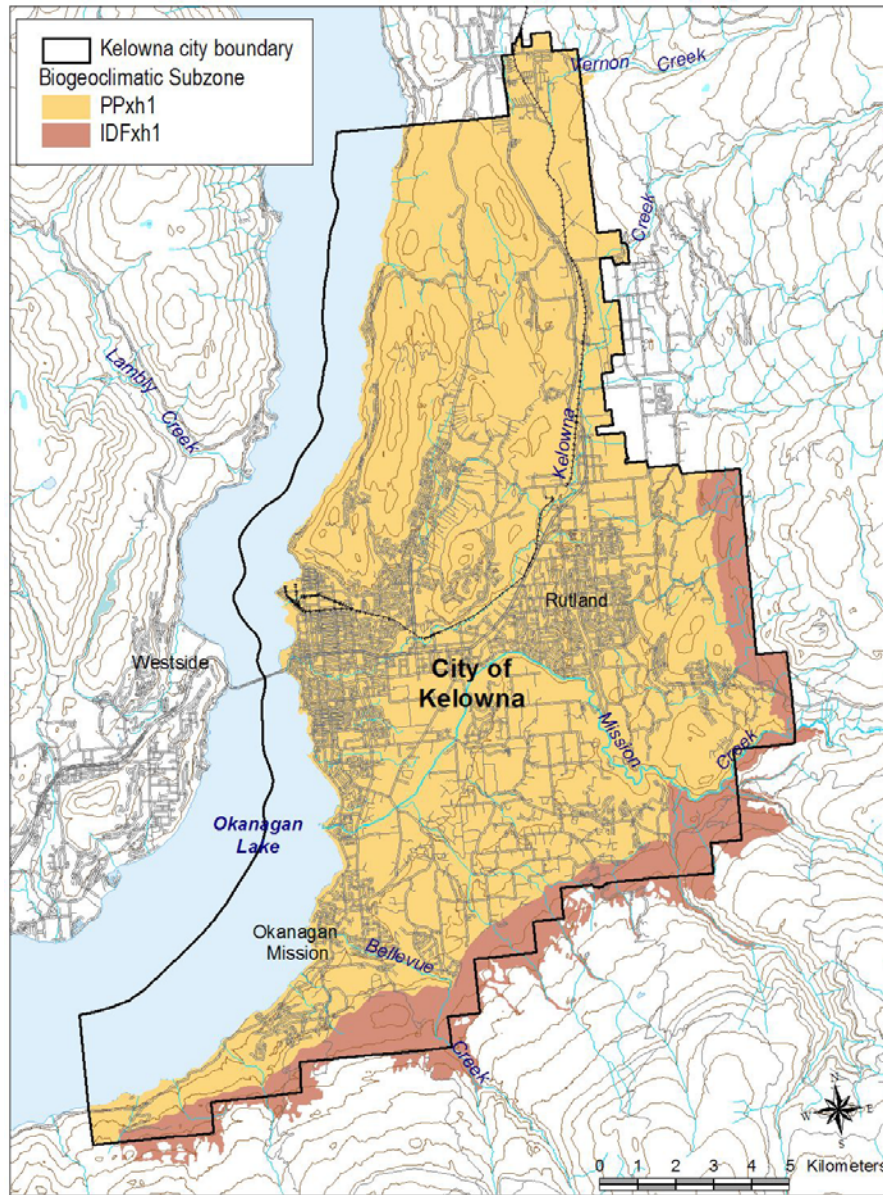 Kelowna city boundary
Biogeoclimatic Subzone
PPxh1
IDFxh1
Vernon Creek
Creek
Lambly
Creek
Kelowna
Rutland
Westside
City of
Kelowna
Mission
Creek
Okanagan
Lake
Okanagan
Mission
Bellevue
Creek
N
W E
S
0 1 2 3 4 5 Kilometers